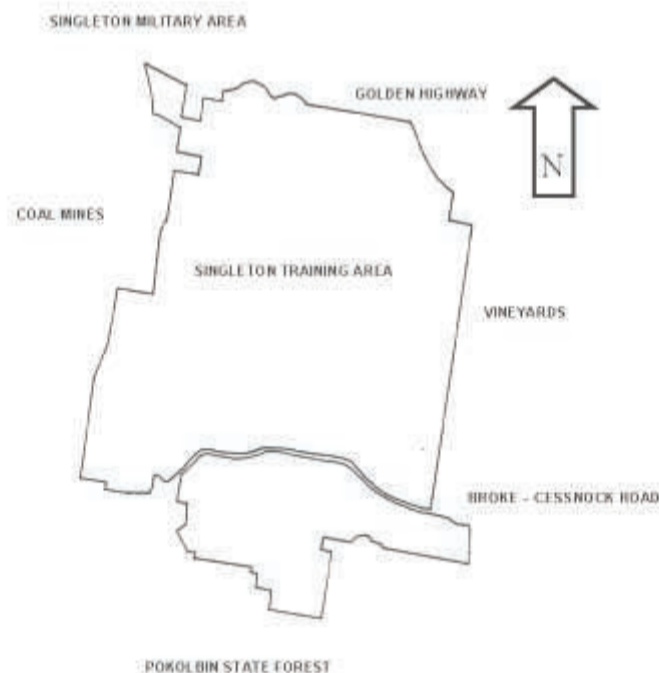 SINGLETON MILITARY AREA
GOLDEN HIGHWAY
N
COAL MINES
SINGLETON TRAINING AREA
VINEYARDS
BROKE - CESSNOCK ROAD
POKOLBIN STATE FOREST